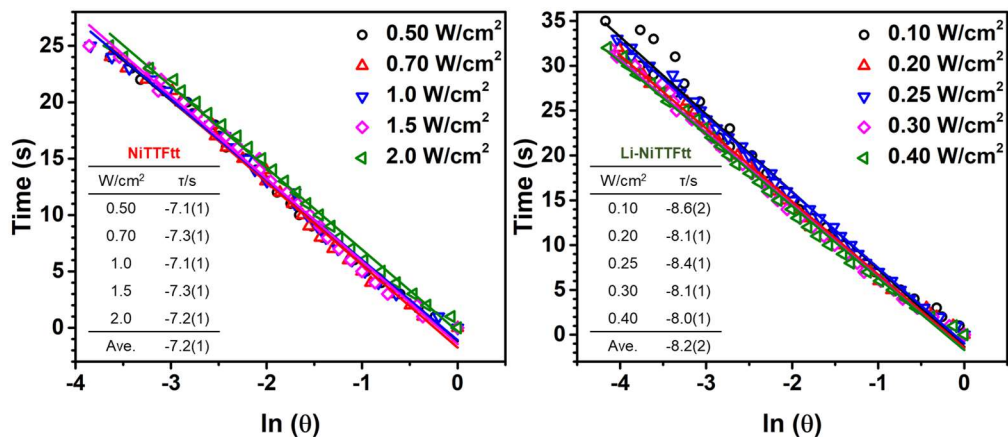 25
20
15
10
5
0
Time (s)
-4
-3
-2
-1
0
ln (θ)
0.50 W/cm²
0.70 W/cm²
1.0 W/cm²
1.5 W/cm²
2.0 W/cm²
NiTTFtt
W/cm² τ/s
0.50 -7.1(1)
0.70 -7.3(1)
1.0 -7.1(1)
1.5 -7.3(1)
2.0 -7.2(1)
Ave. -7.2(1)
35
30
25
20
15
10
5
0
Time (s)
-4
-3
-2
-1
0
ln (θ)
0.10 W/cm²
0.20 W/cm²
0.25 W/cm²
0.30 W/cm²
0.40 W/cm²
Li-NiTTFtt
W/cm² τ/s
0.10 -8.6(2)
0.20 -8.1(1)
0.25 -8.4(1)
0.30 -8.1(1)
0.40 -8.0(1)
Ave. -8.2(2)